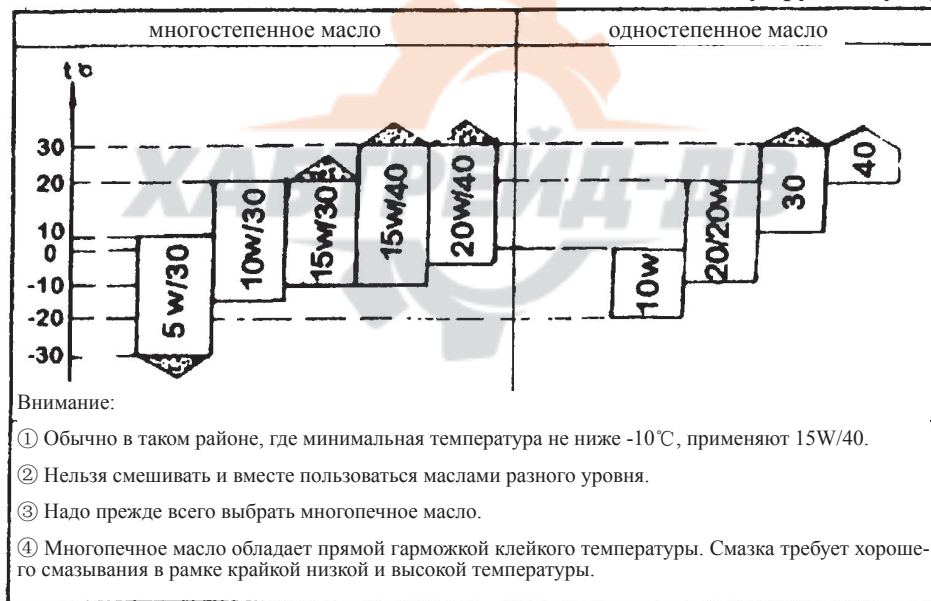 многостепенное масло одностепенное масло
t
30
20
10
0
-10
-20
-30
5 w/30
10w/30
15w/30
15w/40
20w/40
10w
20/20w
30
40
ХАБТРЕЙД-ДВ
Внимание:
① Обычно в таком районе, где минимальная температура не ниже -10℃, применяют 15W/40.
② Нельзя смешивать и вместе пользоваться маслами разного уровня.
③ Надо прежде всего выбрать многопечное масло.
④ Многопечное масло обладает прямой гарможкой клейкого температуры. Смазка требует хороше-
го смазывания в рамке крайкой низкой и высокой температуры.